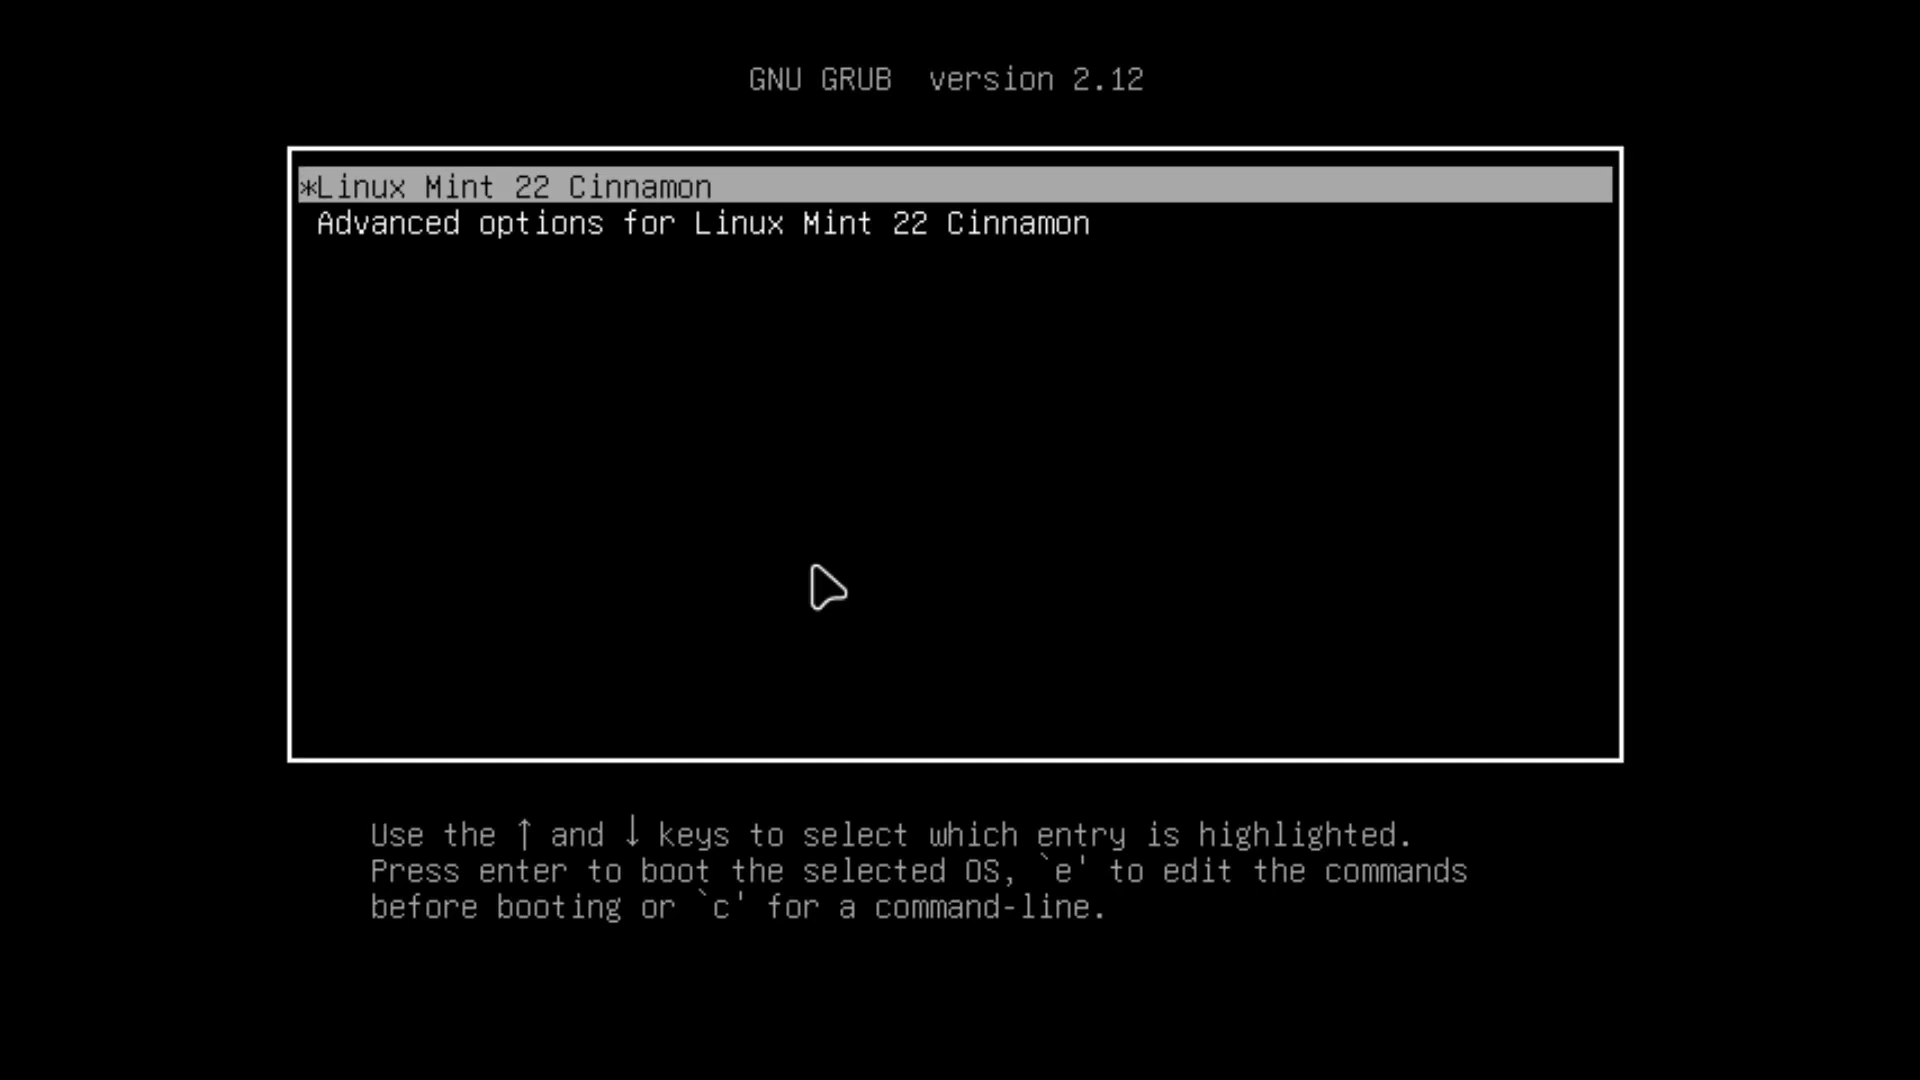 GNU GRUB  version 2.12
*Linux Mint 22 Cinnamon
Advanced options for Linux Mint 22 Cinnamon
Use the ↑ and ↓ keys to select which entry is highlighted.
Press enter to boot the selected OS, `e' to edit the commands
before booting or `c' for a command-line.